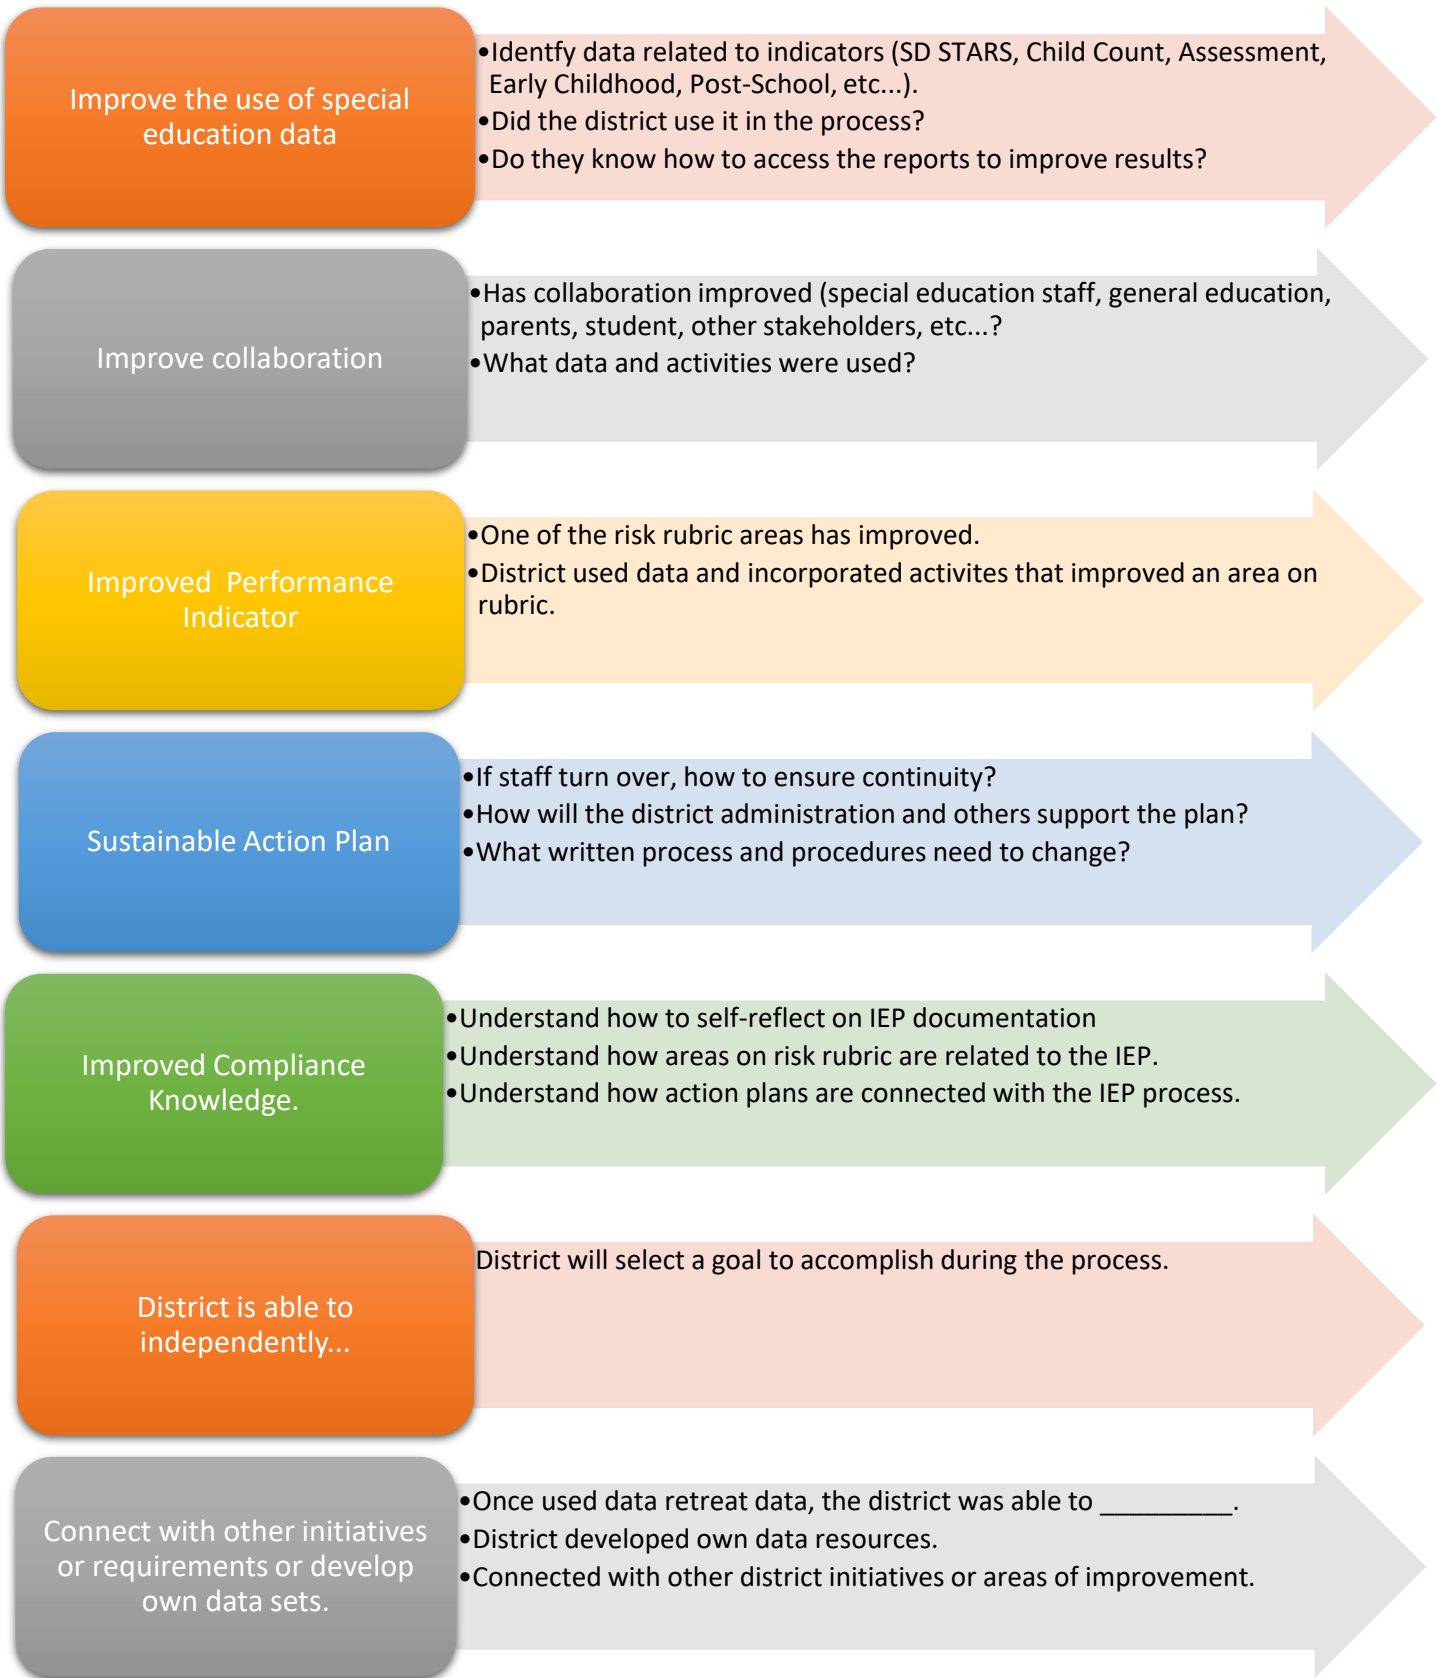 Improve the use of special
education data
•Identfy data related to indicators (SD STARS, Child Count, Assessment,
Early Childhood, Post-School, etc...).
•Did the district use it in the process?
•Do they know how to access the reports to improve results?
Improve collaboration
•Has collaboration improved (special education staff, general education,
parents, student, other stakeholders, etc...?
•What data and activities were used?
Improved  Performance
Indicator
•One of the risk rubric areas has improved.
•District used data and incorporated activites that improved an area on
rubric.
Sustainable Action Plan
•If staff turn over, how to ensure continuity?
•How will the district administration and others support the plan?
•What written process and procedures need to change?
Improved Compliance
Knowledge.
•Understand how to self-reflect on IEP documentation
•Understand how areas on risk rubric are related to the IEP.
•Understand how action plans are connected with the IEP process.
District is able to
independently...
District will select a goal to accomplish during the process.
Connect with other initiatives
or requirements or develop
own data sets.
•Once used data retreat data, the district was able to _________.
•District developed own data resources.
•Connected with other district initiatives or areas of improvement.